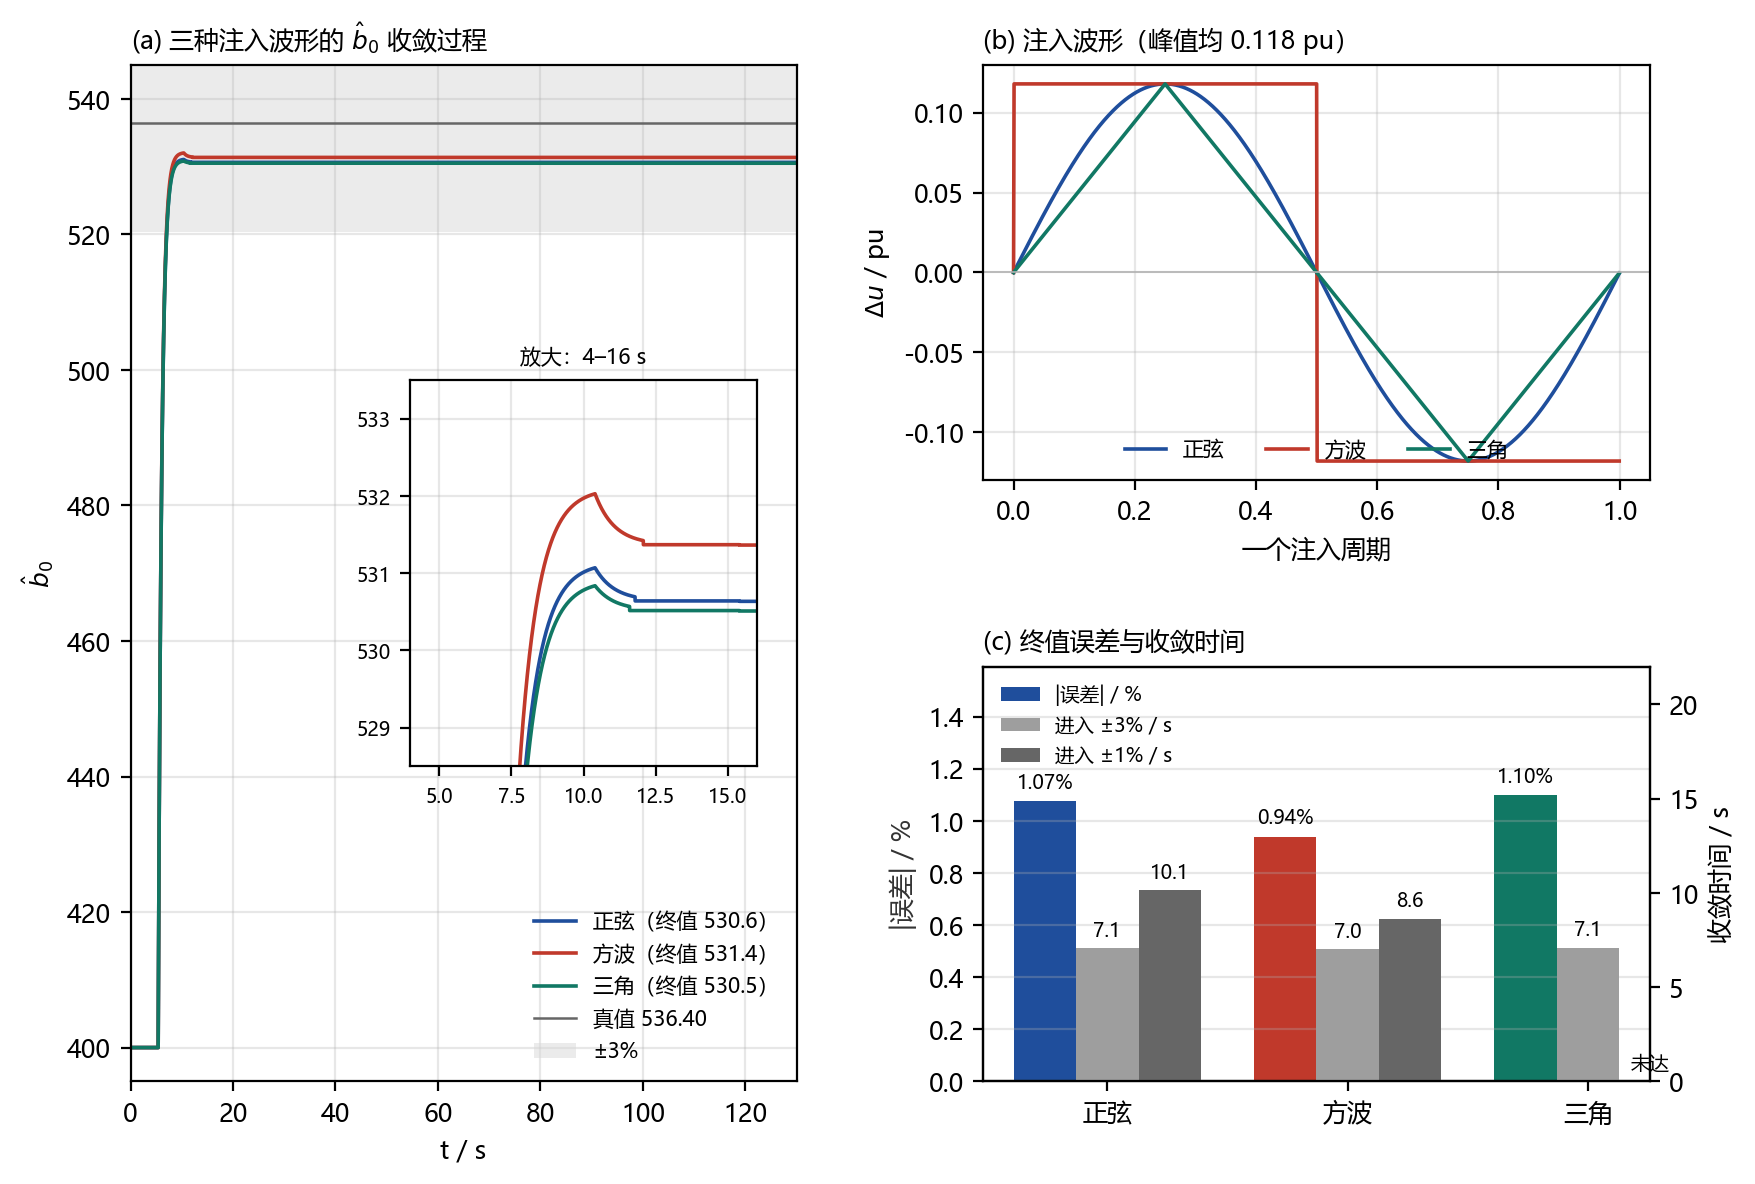 (a) 三种注入波形的 b̂₀ 收敛过程
540
520
500
480
460
440
420
400
b̂₀
0
20
40
60
80
100
120
t / s
放大：4–16 s
533
532
531
530
529
5.0
7.5
10.0
12.5
15.0
正弦（终值 530.6）
方波（终值 531.4）
三角（终值 530.5）
真值 536.40
±3%
(b) 注入波形（峰值均 0.118 pu）
0.10
0.05
0.00
-0.05
-0.10
Δu / pu
正弦
方波
三角
0.0
0.2
0.4
0.6
0.8
1.0
一个注入周期
(c) 终值误差与收敛时间
|误差| / %
进入 ±3% / s
进入 ±1% / s
1.4
1.2
1.0
0.8
0.6
0.4
0.2
0.0
|误差| / %
1.07%
7.1
10.1
0.94%
7.0
8.6
1.10%
7.1
未达
20
15
10
5
0
收敛时间 / s
正弦
方波
三角